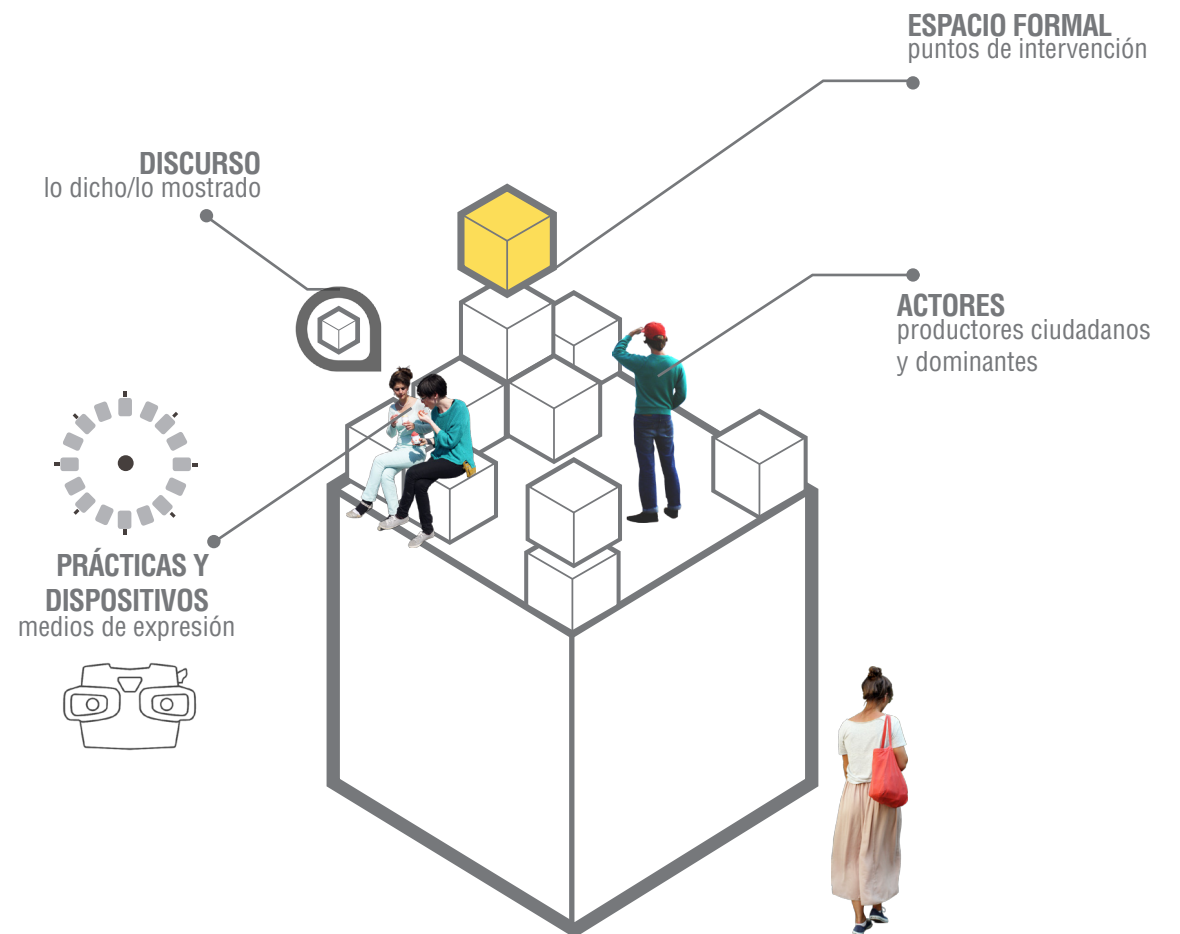 ESPACIO FORMAL
puntos de intervención
DISCURSO
lo dicho/lo mostrado
ACTORES
productores ciudadanos
y dominantes
PRÁCTICAS Y
DISPOSITIVOS
medios de expresión